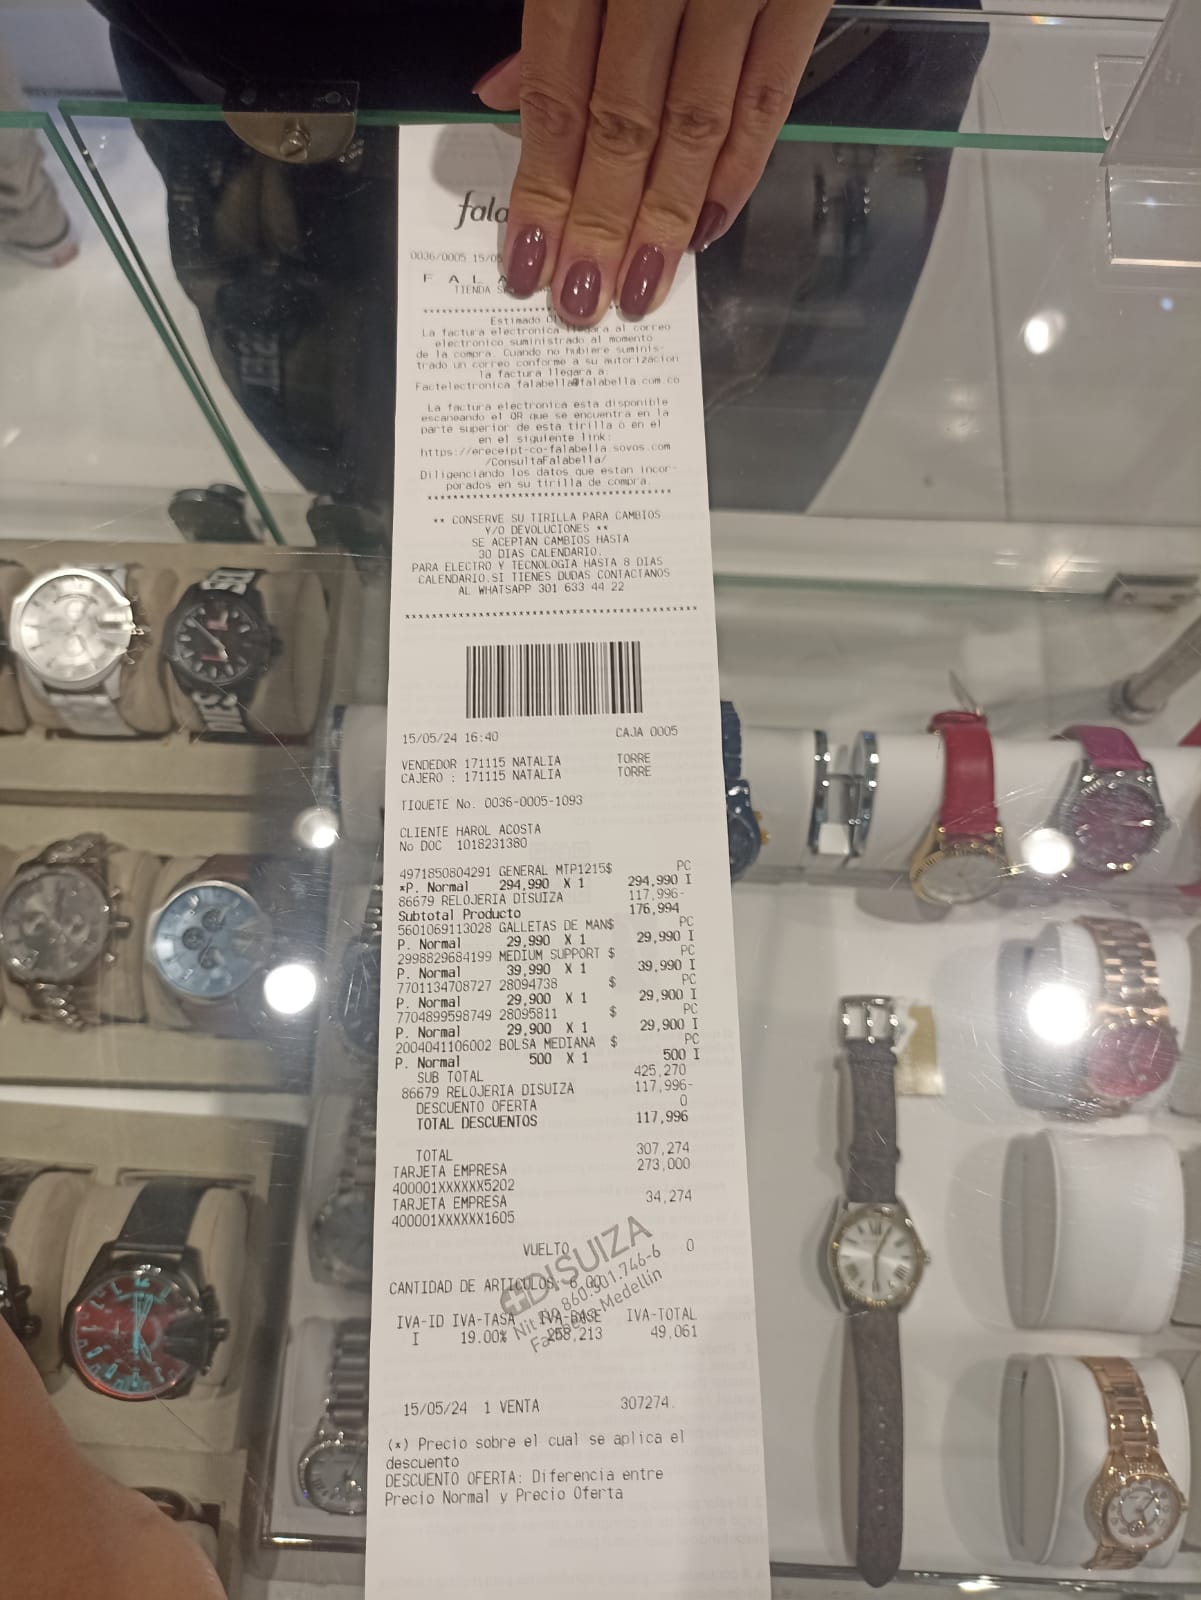 fala
0036/0005 15/05
F A L A
TIENDA
************************************
Estimado
La factura electronica llegara al correo
electronico suministrado al momento
de la compra. Cuando no hubiere suminis-
trado un correo conforme a su autorizacion
la factura llegara a:
Factelectronica_falabella@falabella.com.co
La factura electronica esta disponible
escaneando el QR que se encuentra en la
parte superior de esta tirilla o en el
en el siguiente link:
https://ereceipt-co-falabella.sovos.com
/ConsultaFalabella/
Diligenciando los datos que estan incor-
porados en su tirilla de compra.
************************************
** CONSERVE SU TIRILLA PARA CAMBIOS
Y/O DEVOLUCIONES **
SE ACEPTAN CAMBIOS HASTA
30 DIAS CALENDARIO.
PARA ELECTRO Y TECNOLOGIA HASTA 8 DIAS
CALENDARIO.SI TIENES DUDAS CONTACTANOS
AL WHATSAPP 301 633 44 22
****************************************
15/05/24 16:40 CAJA 0005
VENDEDOR 171115 NATALIA TORRE
CAJERO : 171115 NATALIA TORRE
TIQUETE No. 0036-0005-1093
CLIENTE HAROL ACOSTA
No DOC 1018231380
4971850804291 GENERAL MTP1215$ PC
*P. Normal 294,990 X 1 294,990 I
86679 RELOJERIA DISUIZA 117,996-
Subtotal Producto 176,994
5601069113028 GALLETAS DE MAN$ PC
P. Normal 29,990 X 1 29,990 I
2998829684199 MEDIUM SUPPORT $ PC
P. Normal 39,990 X 1 39,990 I
7701134708727 28094738 $ PC
P. Normal 29,900 X 1 29,900 I
7704899598749 28095811 $ PC
P. Normal 29,900 X 1 29,900 I
2004041106002 BOLSA MEDIANA $ PC
P. Normal 500 X 1 500 I
SUB TOTAL 425,270
86679 RELOJERIA DISUIZA 117,996-
DESCUENTO OFERTA 0
TOTAL DESCUENTOS 117,996
TOTAL 307,274
TARJETA EMPRESA 273,000
400001XXXXXX5202
TARJETA EMPRESA 34,274
400001XXXXXX1605
VUELTO 0
CANTIDAD DE ARTICULOS: 6,00
DISUIZA
Nit No 860.501.746-6
Falabella Medellín
IVA-ID IVA-TASA IVA-BASE IVA-TOTAL
I 19.00% 258,213 49,061
15/05/24 1 VENTA 307274.
(*) Precio sobre el cual se aplica el
descuento
DESCUENTO OFERTA: Diferencia entre
Precio Normal y Precio Oferta